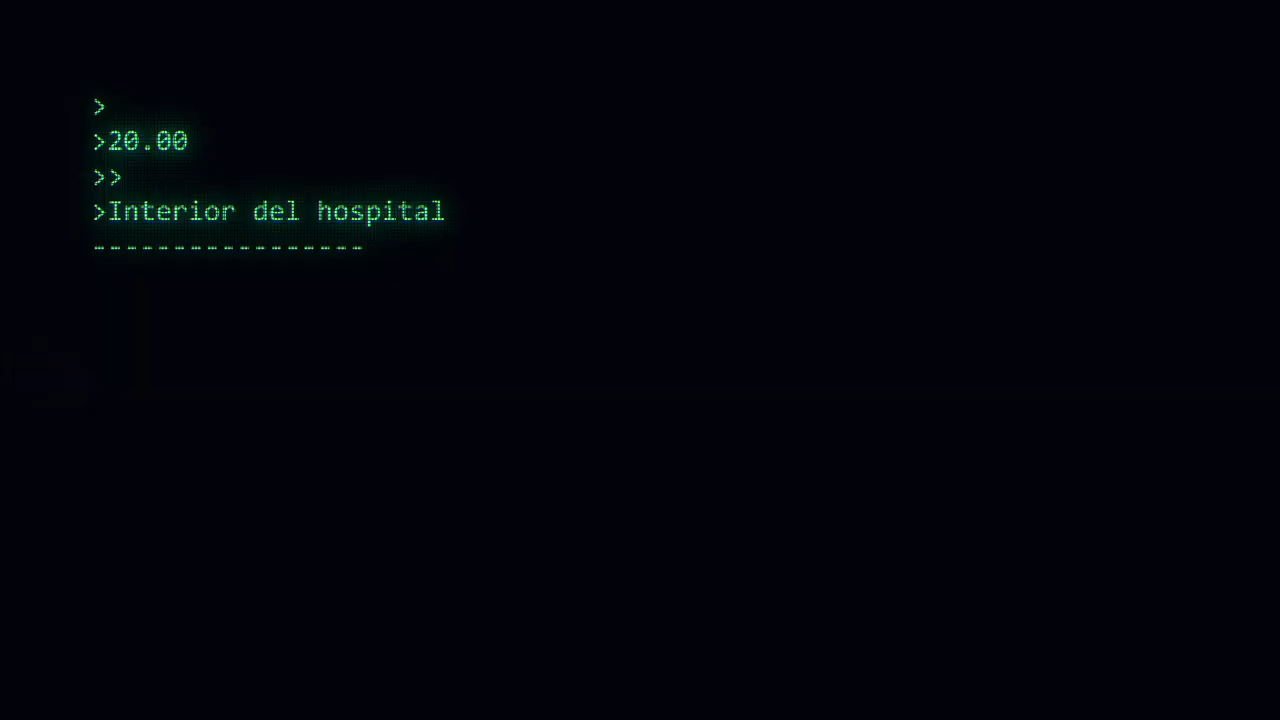 >
>20.00
>>
>Interior del hospital
-----------------